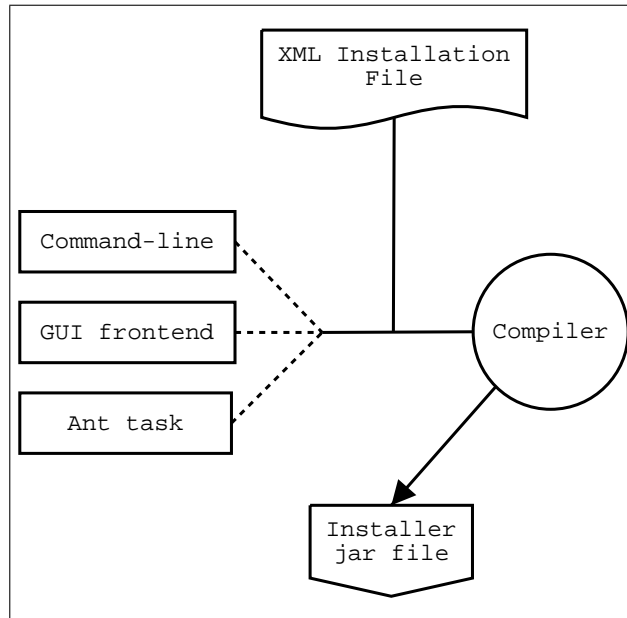 XML Installation
File
Command-line
GUI frontend
Compiler
Ant task
Installer
jar file